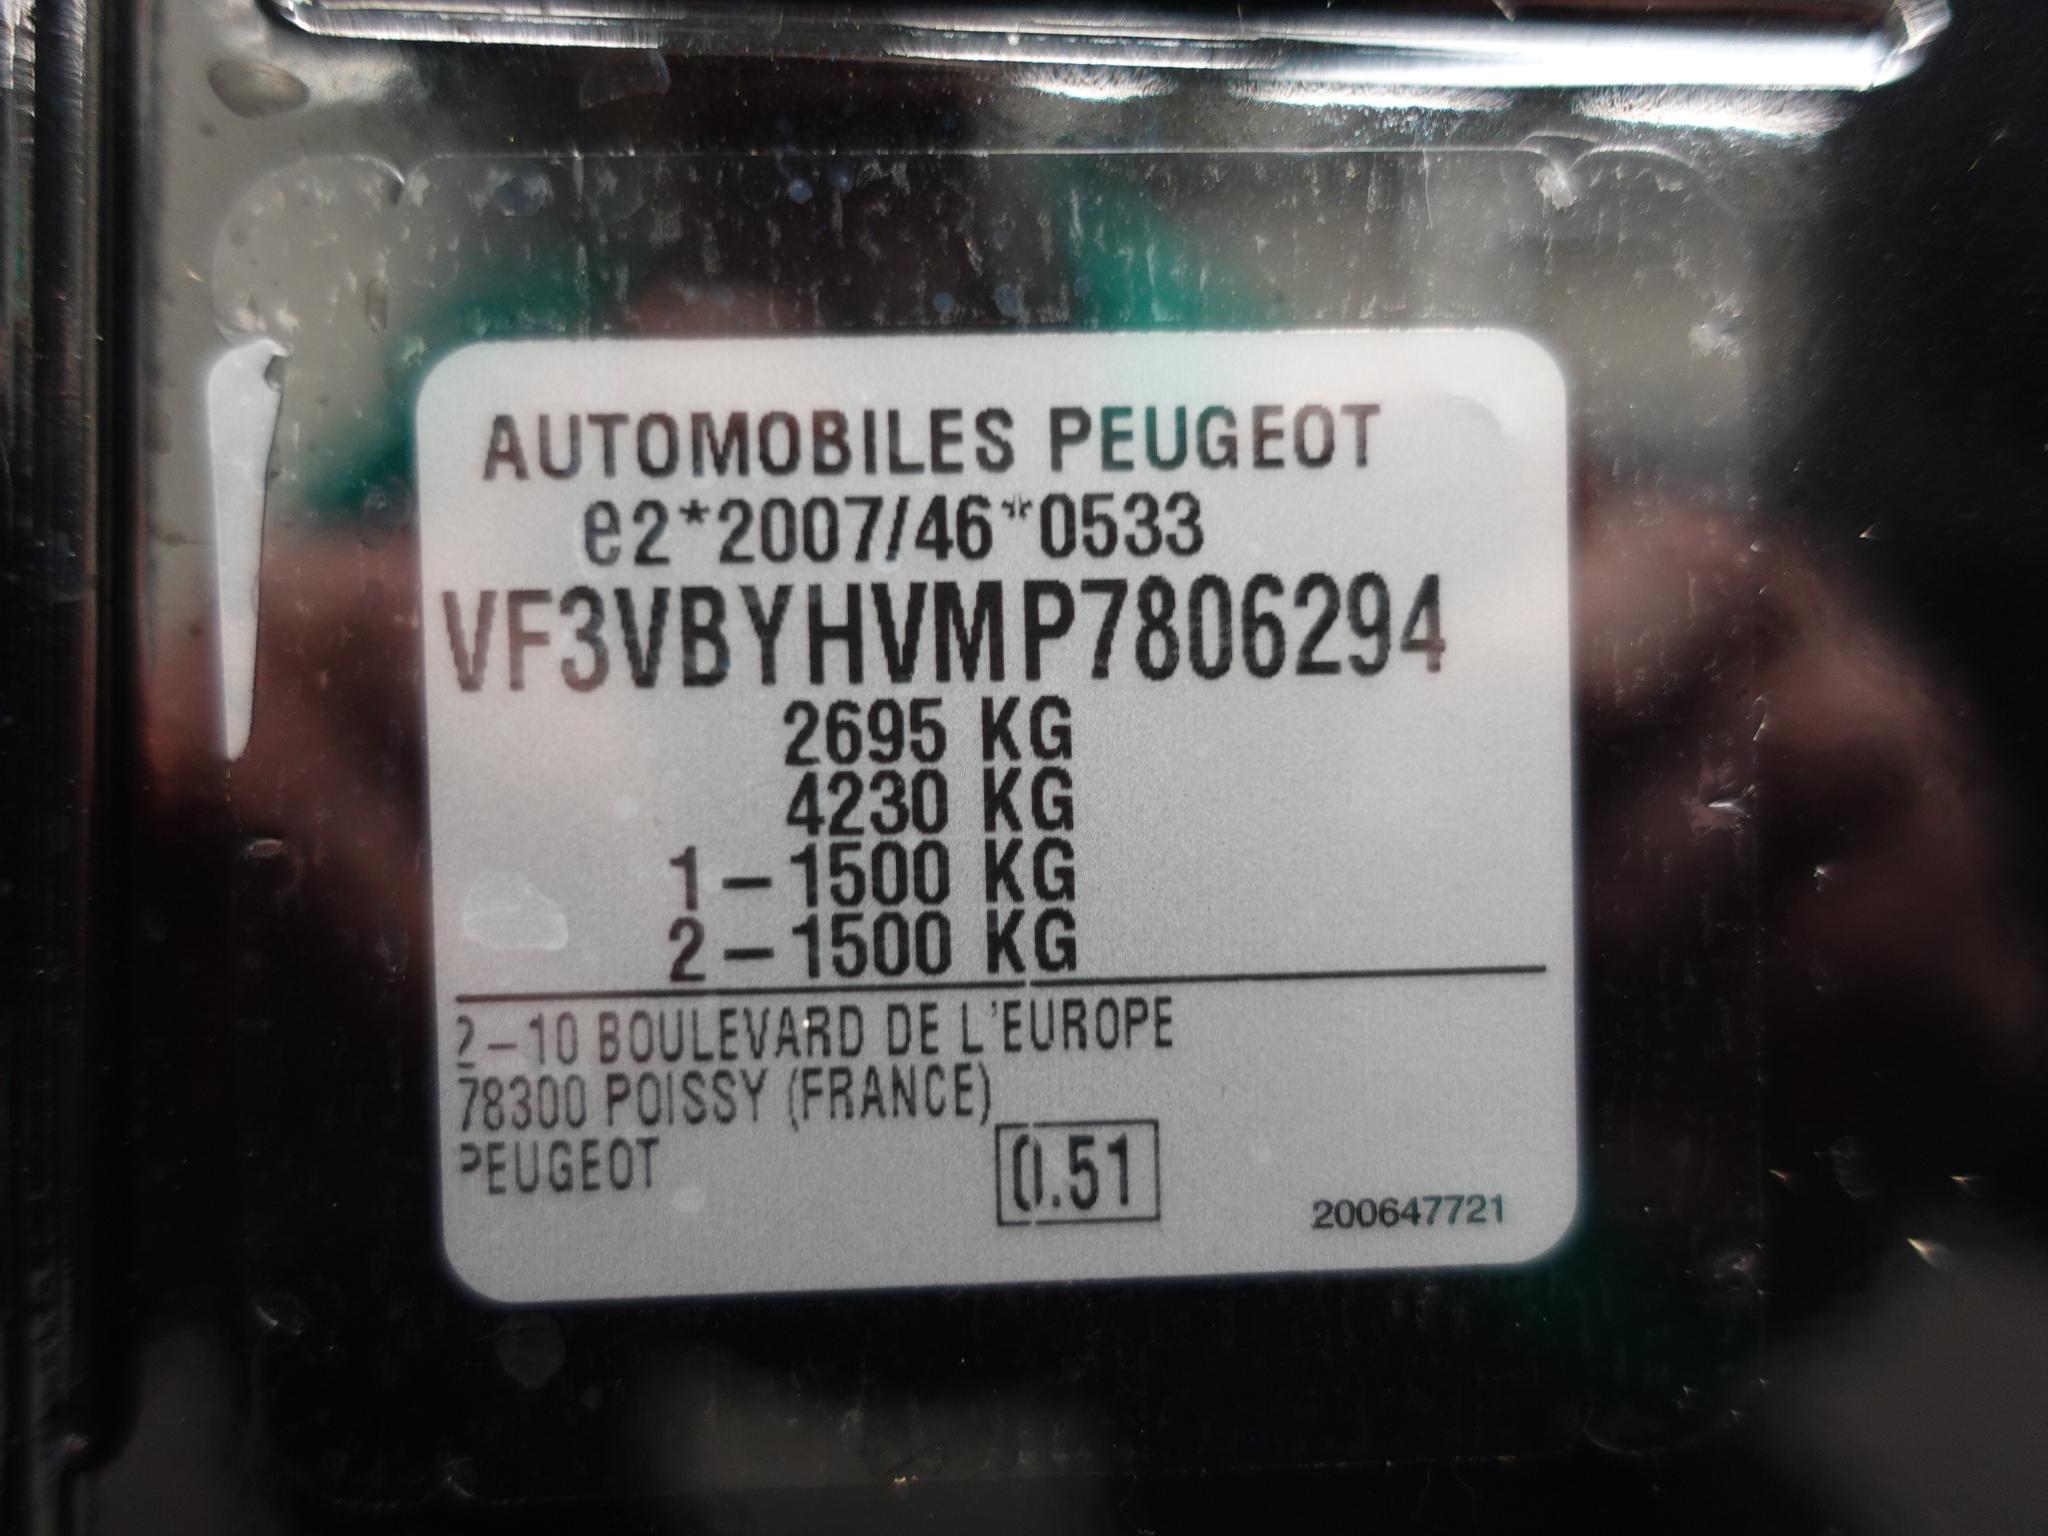 AUTOMOBILES PEUGEOT
e2*2007/46*0533
VF3VBYHVMP7806294
2695 KG
4230 KG
1-1500 KG
2-1500 KG
2-10 BOULEVARD DE L'EUROPE
78300 POISSY (FRANCE)
PEUGEOT
0.51
200647721